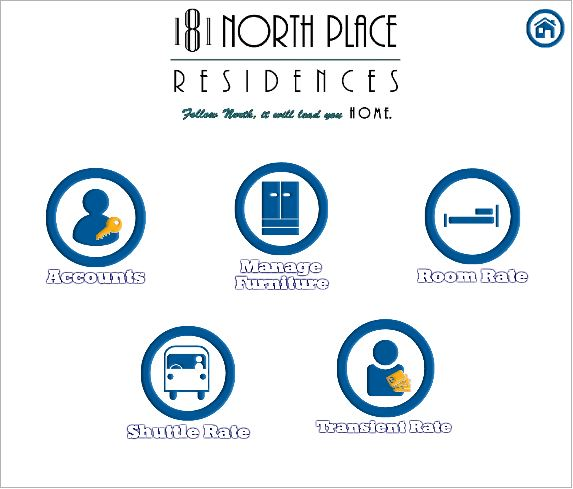 181 NORTH PLACE
RESIDENCES
Follow North, it will lead you HOME.
Accounts
Manage
Furniture
Room Rate
Shuttle Rate
Transient Rate